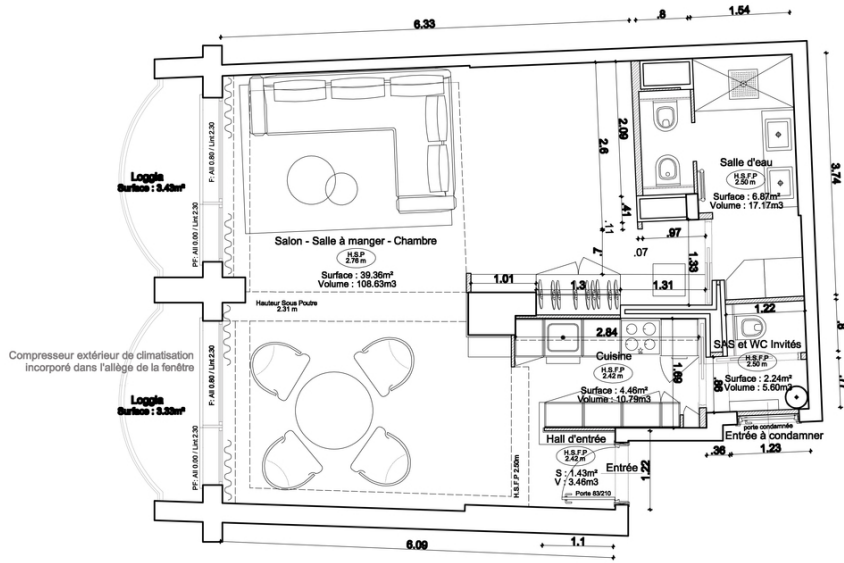 6.33
.8
1.54
Loggia
Surface : 3.43m²
F: All 0.80 / Lint 2.30
PF: All 0.00 / Lint 2.30
2.6
2.09
.41
.11
.7
.07
.97
1.33
3.74
Salle d'eau
H.S.F.P
2.50 m
Surface : 6.87m²
Volume : 17.17m3
Salon - Salle à manger - Chambre
H.S.P
2.76 m
Surface : 39.36m²
Volume : 108.63m3
Hauteur Sous Poutre
2.31 m
1.01
1.3
1.31
1.22
2.84
Compresseur extérieur de climatisation
incorporé dans l'allège de la fenêtre
Loggia
Surface : 3.33m²
F: All 0.80 / Lint 2.30
PF: All 0.00 / Lint 2.30
Cuisine
H.S.F.P
2.42 m
Surface : 4.46m²
Volume : 10.79m3
1.69
SAS et WC Invités
H.S.F.P
2.50 m
Surface : 2.24m²
Volume : 5.60m3
.86
.77
porte condamnée
Entrée à condamner
.36
1.23
Hall d'entrée
H.S.F.P
2.42 m
S : 1.43m²
V : 3.46m3
Entrée
1.22
Porte 83/210
H.S.F.P 2.50m
6.09
1.1